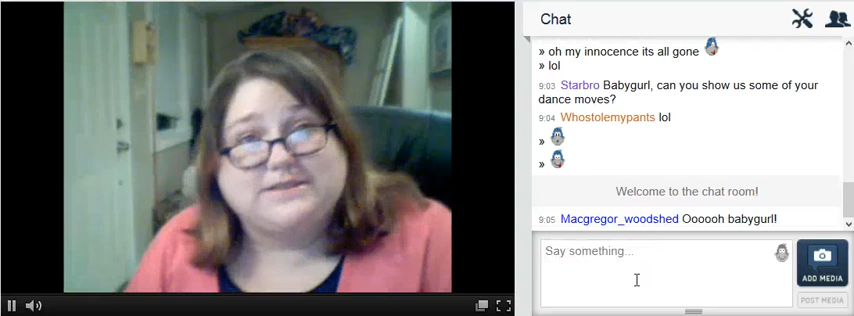 Chat
» oh my innocence its all gone
» lol
9:03 Starbro Babygurl, can you show us some of your
dance moves?
9:04 Whostolemypants lol
»
»
Welcome to the chat room!
9:05 Macgregor_woodshed Oooooh babygurl!
Say something...
ADD MEDIA
POST MEDIA